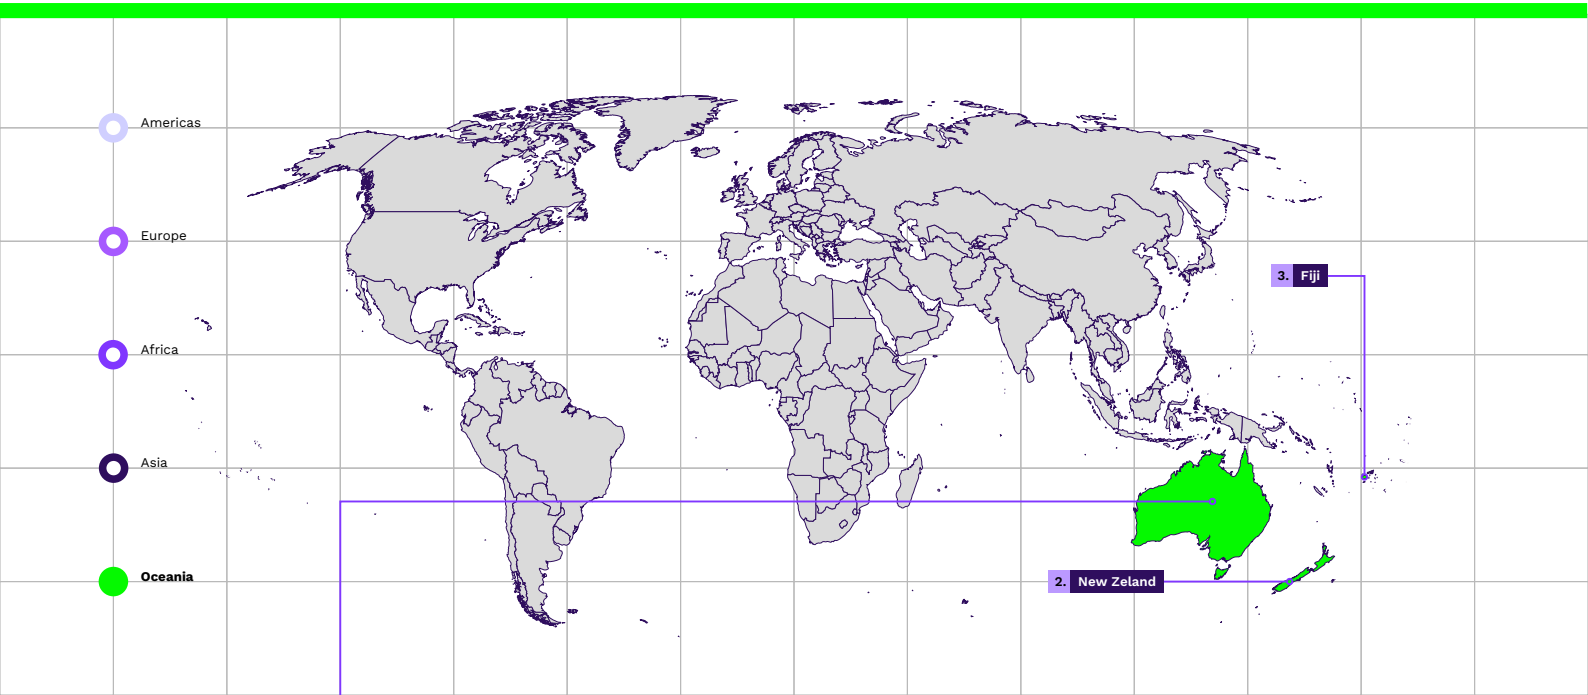 Americas
Europe
Africa
Asia
Oceania
3. Fiji
2. New Zeland